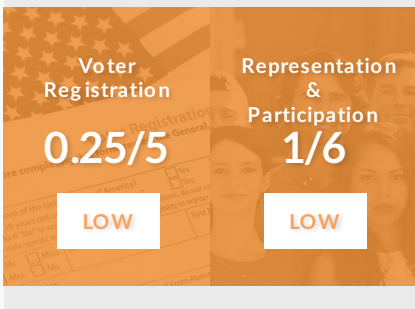 Voter
Registration
0.25/5
LOW
Representation
&
Participation
1/6
LOW